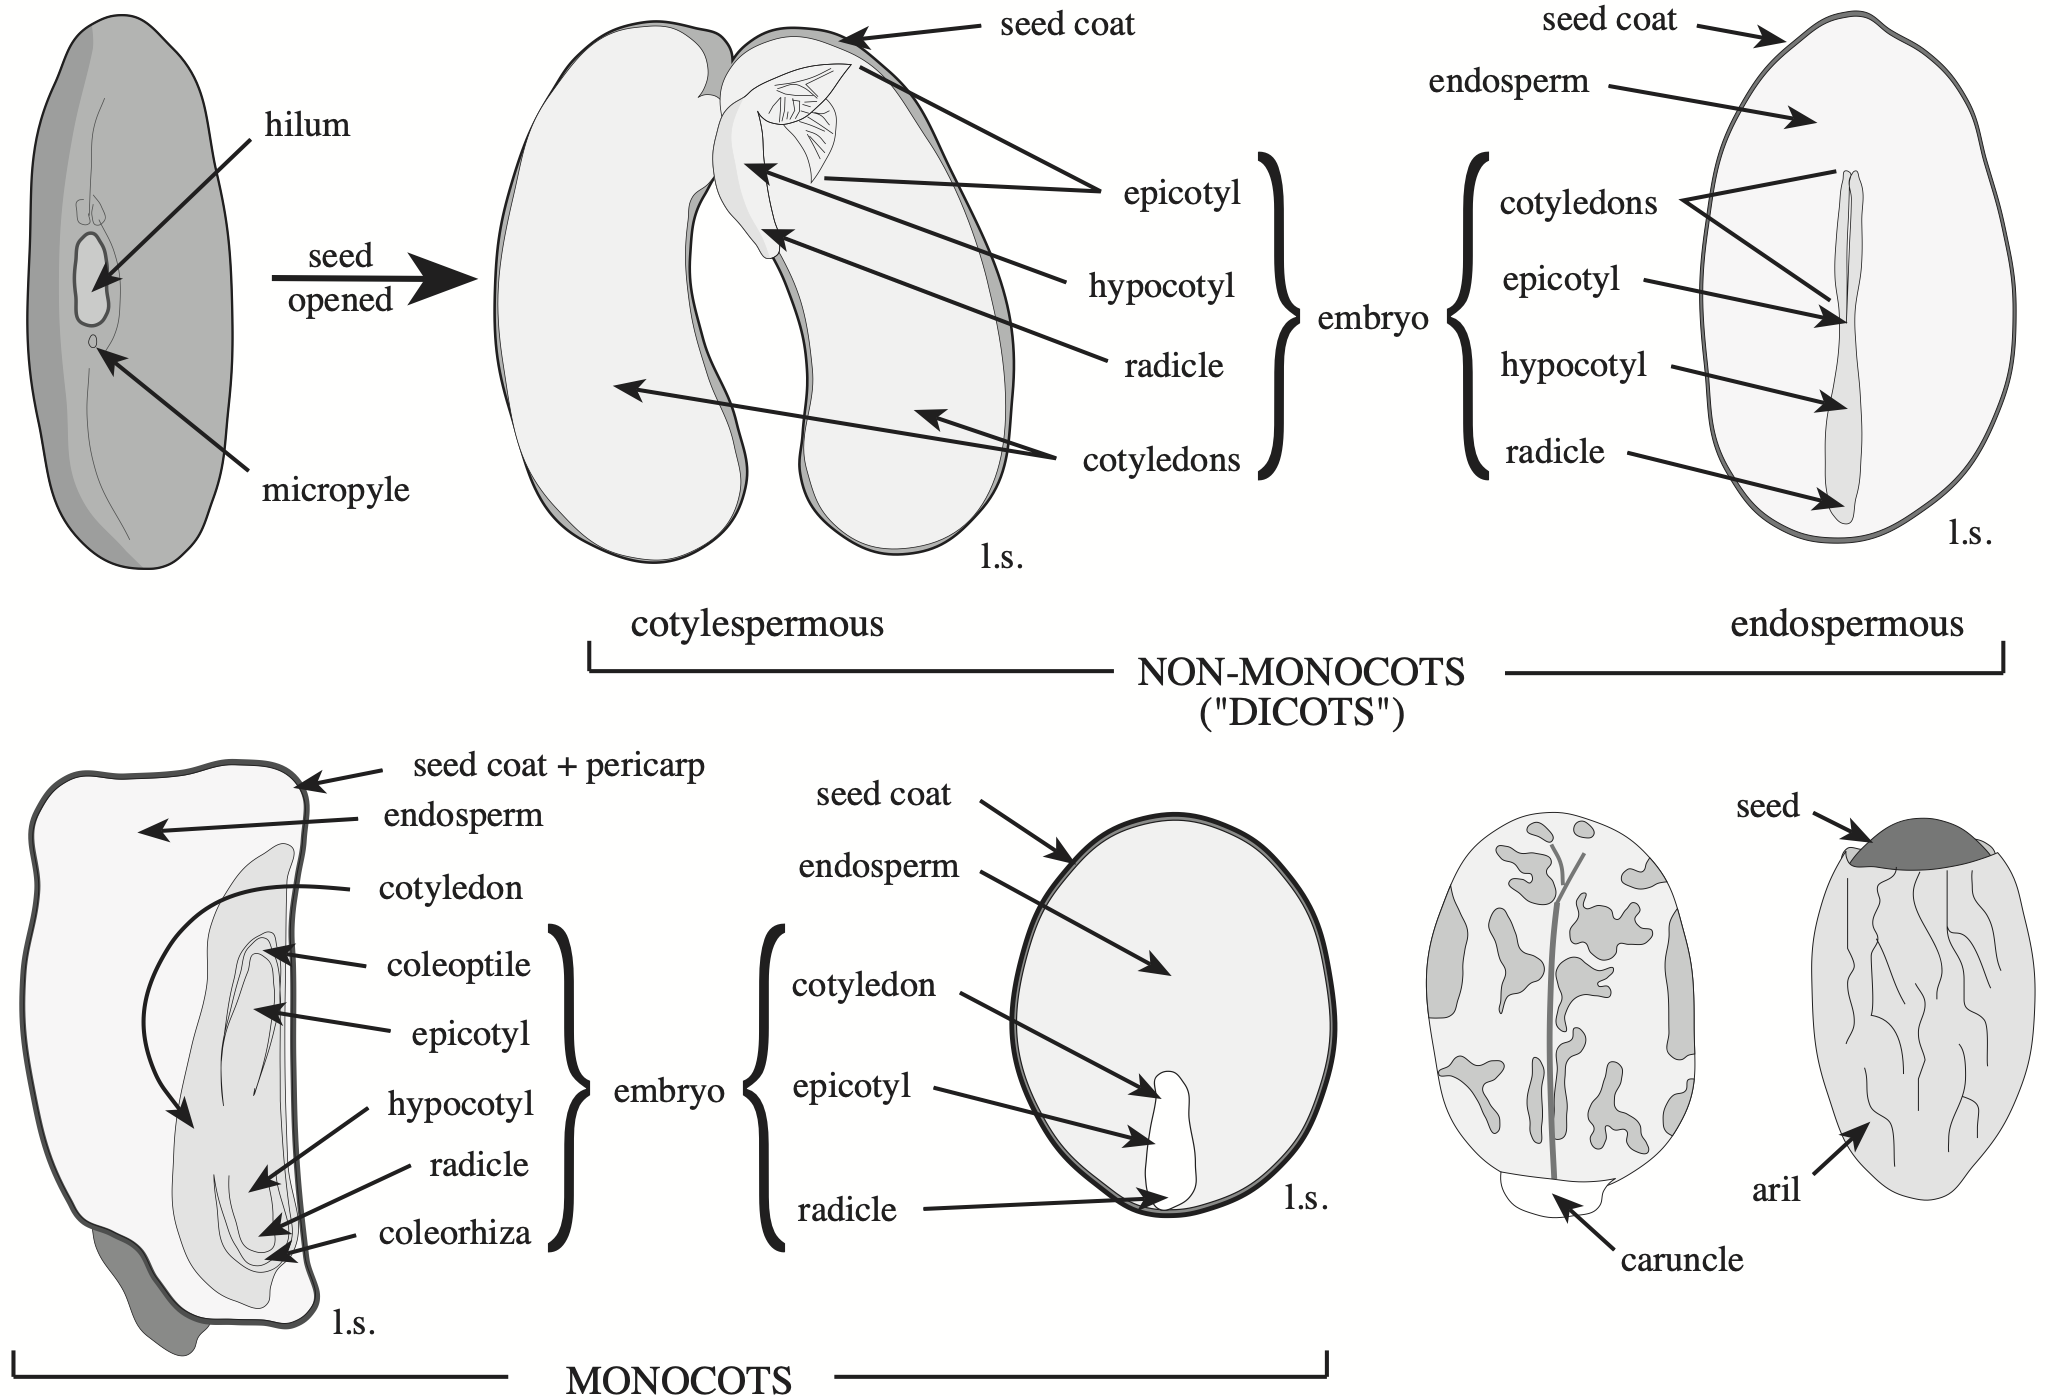 hilum
micropyle
seed
opened
seed coat
epicotyl
hypocotyl
radicle
cotyledons
l.s.
embryo
seed coat
endosperm
cotyledons
epicotyl
hypocotyl
radicle
l.s.
cotylespermous
endospermous
NON-MONOCOTS
("DICOTS")
seed coat + pericarp
endosperm
cotyledon
coleoptile
epicotyl
hypocotyl
radicle
coleorhiza
l.s.
embryo
seed coat
endosperm
cotyledon
epicotyl
radicle
l.s.
MONOCOTS
caruncle
seed
aril